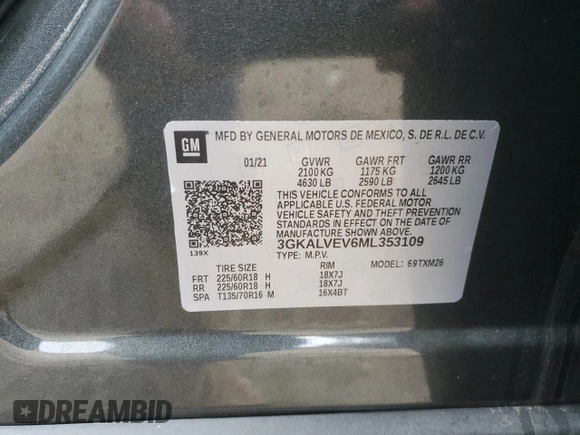 GM
MFD BY GENERAL MOTORS DE MEXICO, S. DE R.L. DE C.V.
01/21 GVWR GAWR FRT GAWR RR
2100 KG 1175 KG 1200 KG
4630 LB 2590 LB 2645 LB
THIS VEHICLE CONFORMS TO ALL
APPLICABLE U.S. FEDERAL MOTOR
VEHICLE SAFETY AND THEFT PREVENTION
STANDARDS IN EFFECT ON THE DATE OF
MANUFACTURE SHOWN ABOVE.
3GKALVEV6ML353109
139X TYPE: M.P.V.
TIRE RIM MODEL: 69TXM26
FRT 225/60R18 H 18X7J
RR 225/60R18 H 18X7J
SPA T135/70R16 M 16X4BT
DREAMBID